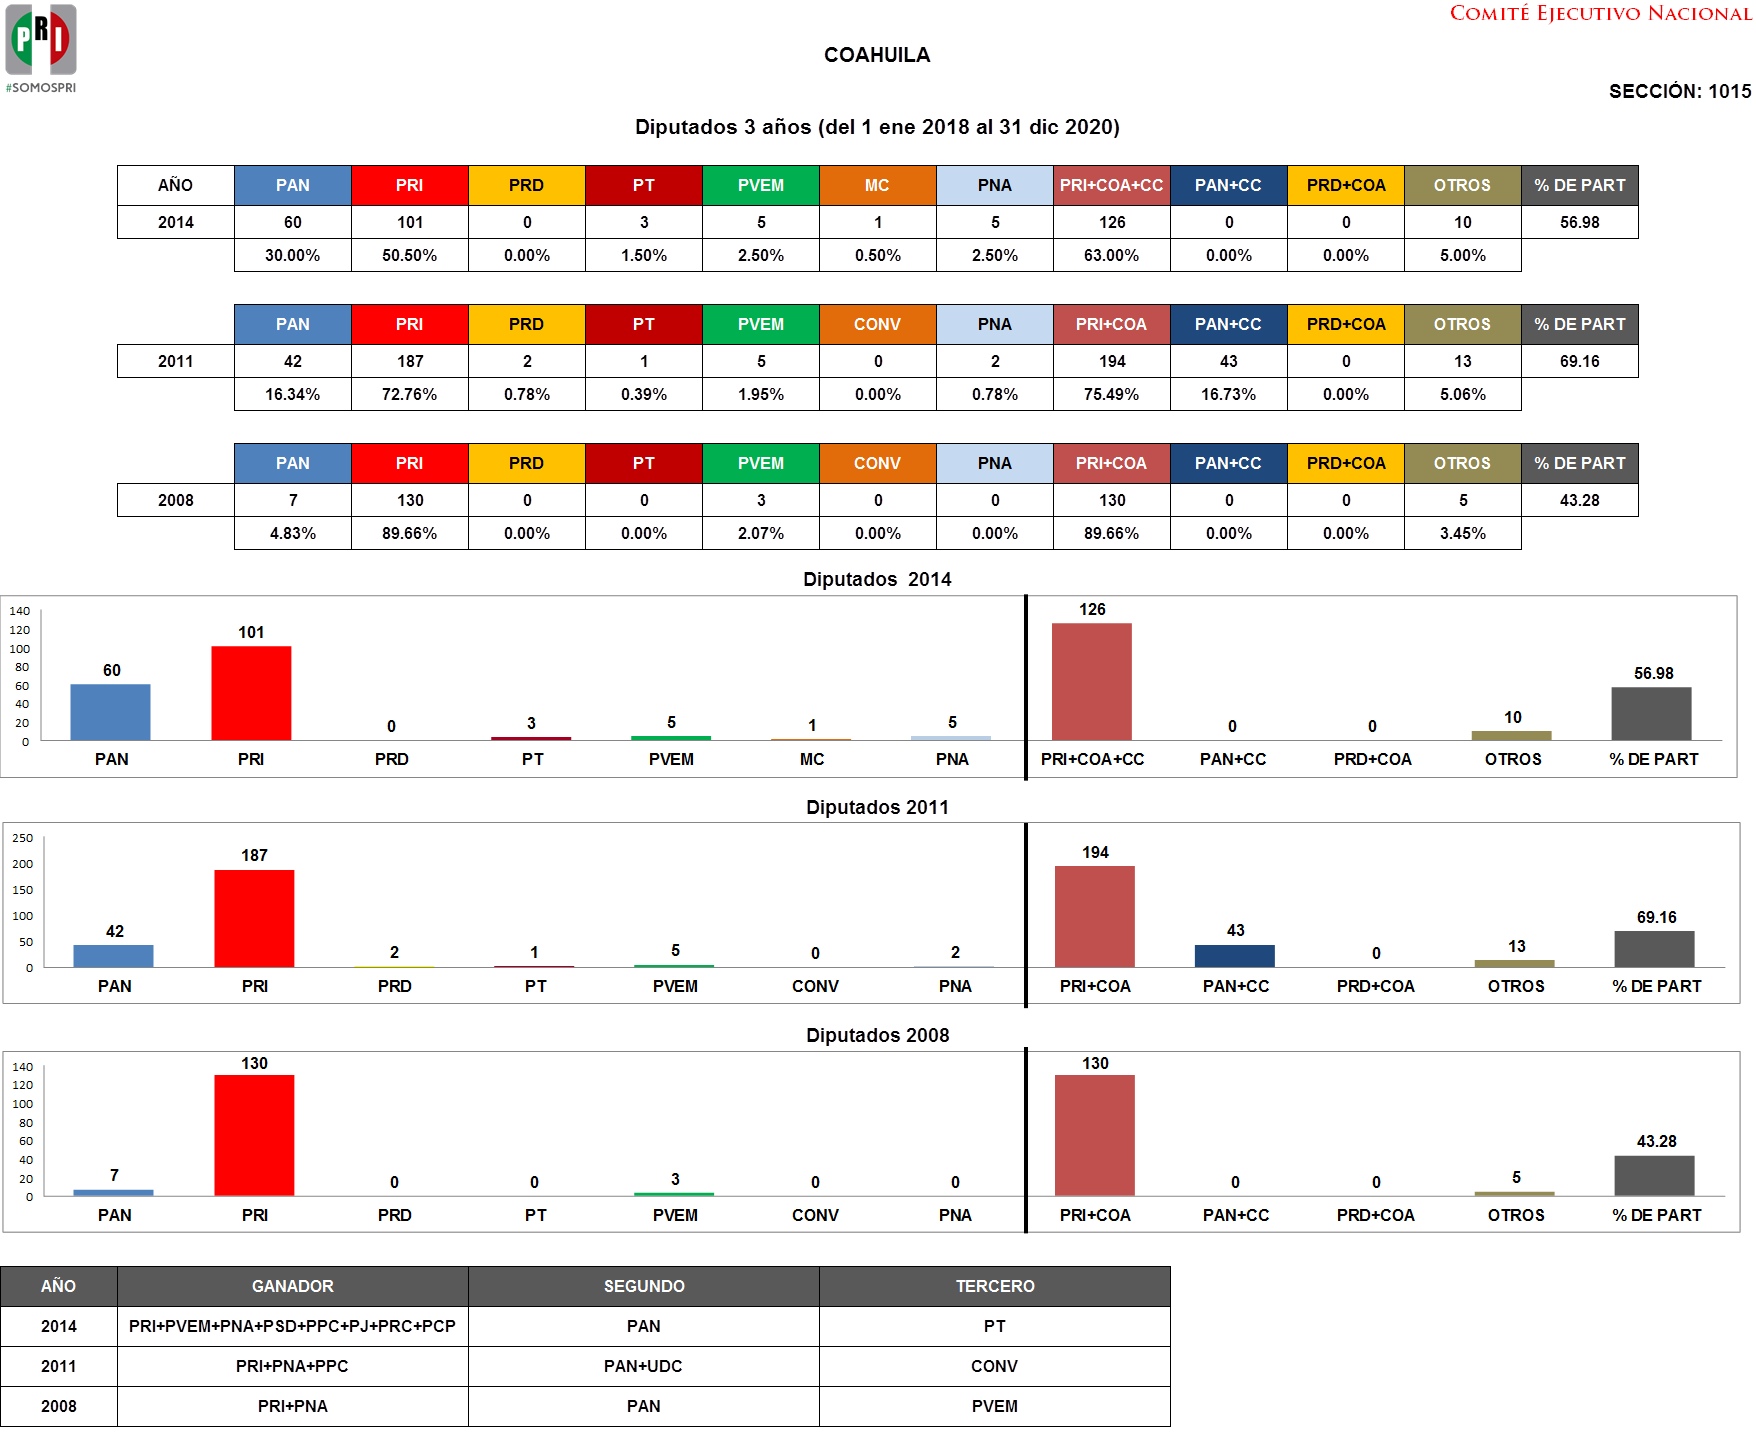 PRI
#SOMOSPRI
COMITÉ EJECUTIVO NACIONAL
COAHUILA
SECCIÓN: 1015
Diputados 3 años (del 1 ene 2018 al 31 dic 2020)
AÑO PAN PRI PRD PT PVEM MC PNA PRI+COA+CC PAN+CC PRD+COA OTROS % DE PART
2014 60 101 0 3 5 1 5 126 0 0 10 56.98
30.00% 50.50% 0.00% 1.50% 2.50% 0.50% 2.50% 63.00% 0.00% 0.00% 5.00%
PAN PRI PRD PT PVEM CONV PNA PRI+COA PAN+CC PRD+COA OTROS % DE PART
2011 42 187 2 1 5 0 2 194 43 0 13 69.16
16.34% 72.76% 0.78% 0.39% 1.95% 0.00% 0.78% 75.49% 16.73% 0.00% 5.06%
PAN PRI PRD PT PVEM CONV PNA PRI+COA PAN+CC PRD+COA OTROS % DE PART
2008 7 130 0 0 3 0 0 130 0 0 5 43.28
4.83% 89.66% 0.00% 0.00% 2.07% 0.00% 0.00% 89.66% 0.00% 0.00% 3.45%
Diputados 2014
140
120
100
80
60
40
20
0
60 101 0 3 5 1 5 126 0 0 10 56.98
PAN PRI PRD PT PVEM MC PNA PRI+COA+CC PAN+CC PRD+COA OTROS % DE PART
Diputados 2011
250
200
150
100
50
0
42 187 2 1 5 0 2 194 43 0 13 69.16
PAN PRI PRD PT PVEM CONV PNA PRI+COA PAN+CC PRD+COA OTROS % DE PART
Diputados 2008
140
120
100
80
60
40
20
0
7 130 0 0 3 0 0 130 0 0 5 43.28
PAN PRI PRD PT PVEM CONV PNA PRI+COA PAN+CC PRD+COA OTROS % DE PART
AÑO GANADOR SEGUNDO TERCERO
2014 PRI+PVEM+PNA+PSD+PPC+PJ+PRC+PCP PAN PT
2011 PRI+PNA+PPC PAN+UDC CONV
2008 PRI+PNA PAN PVEM